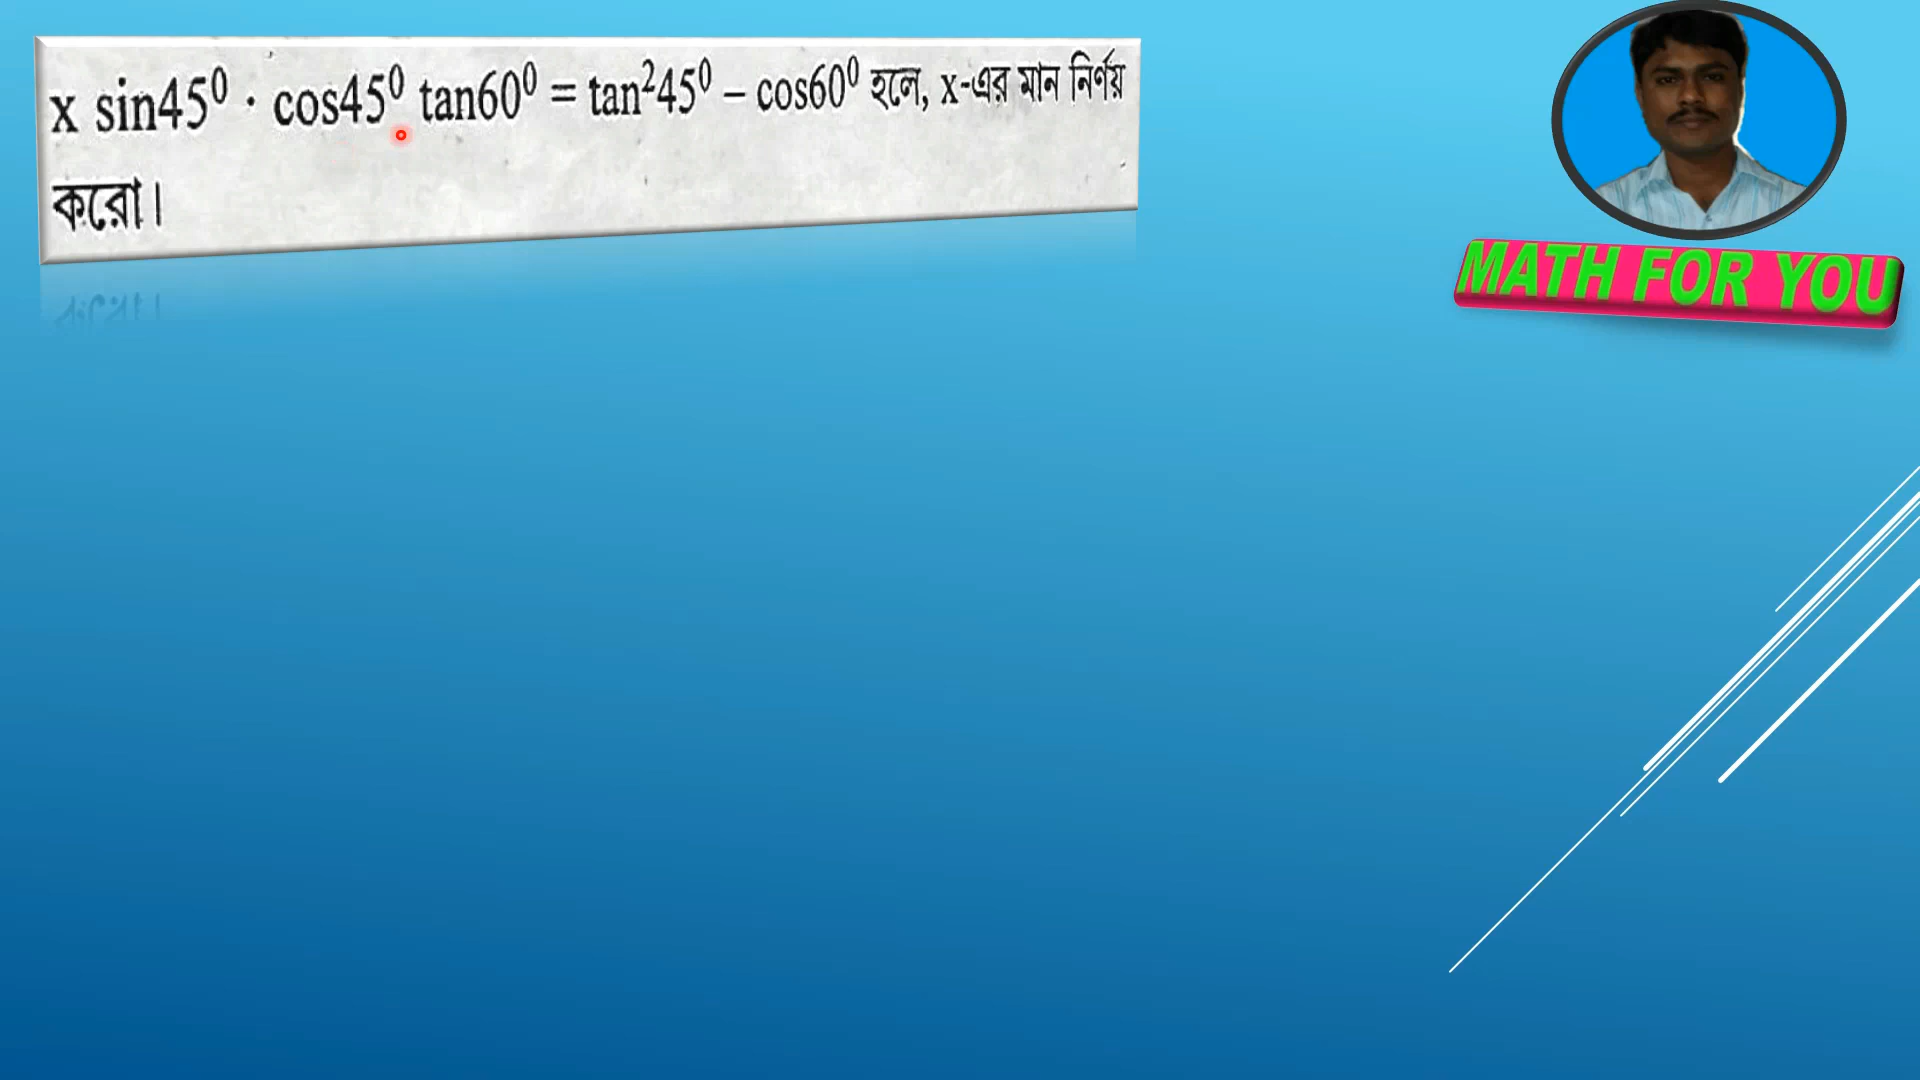 x sin45⁰ · cos45⁰ tan60⁰ = tan²45⁰ – cos60⁰ হলে, x-এর মান নির্ণয়
করো।
MATH FOR YOU